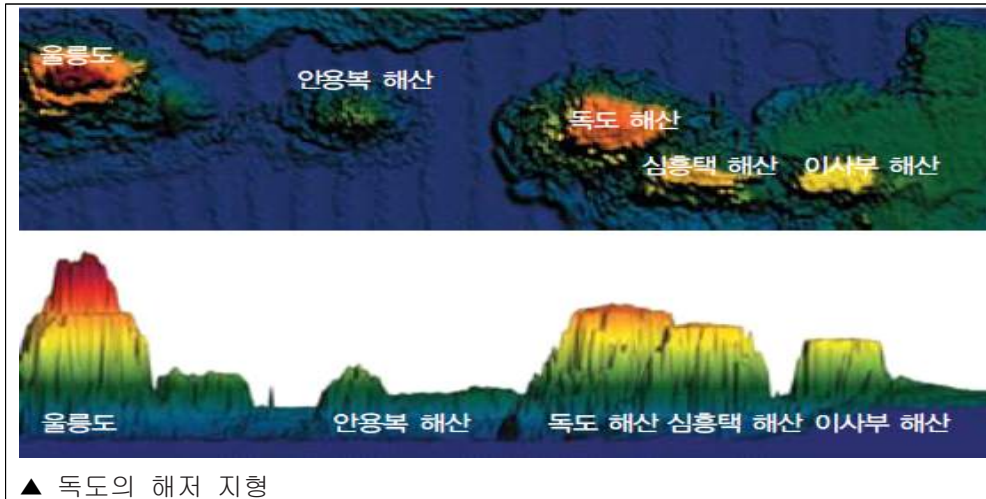 울릉도
안용복 해산
독도 해산
심흥택 해산 이사부 해산
울릉도 안용복 해산 독도 해산 심흥택 해산 이사부 해산
▲ 독도의 해저 지형